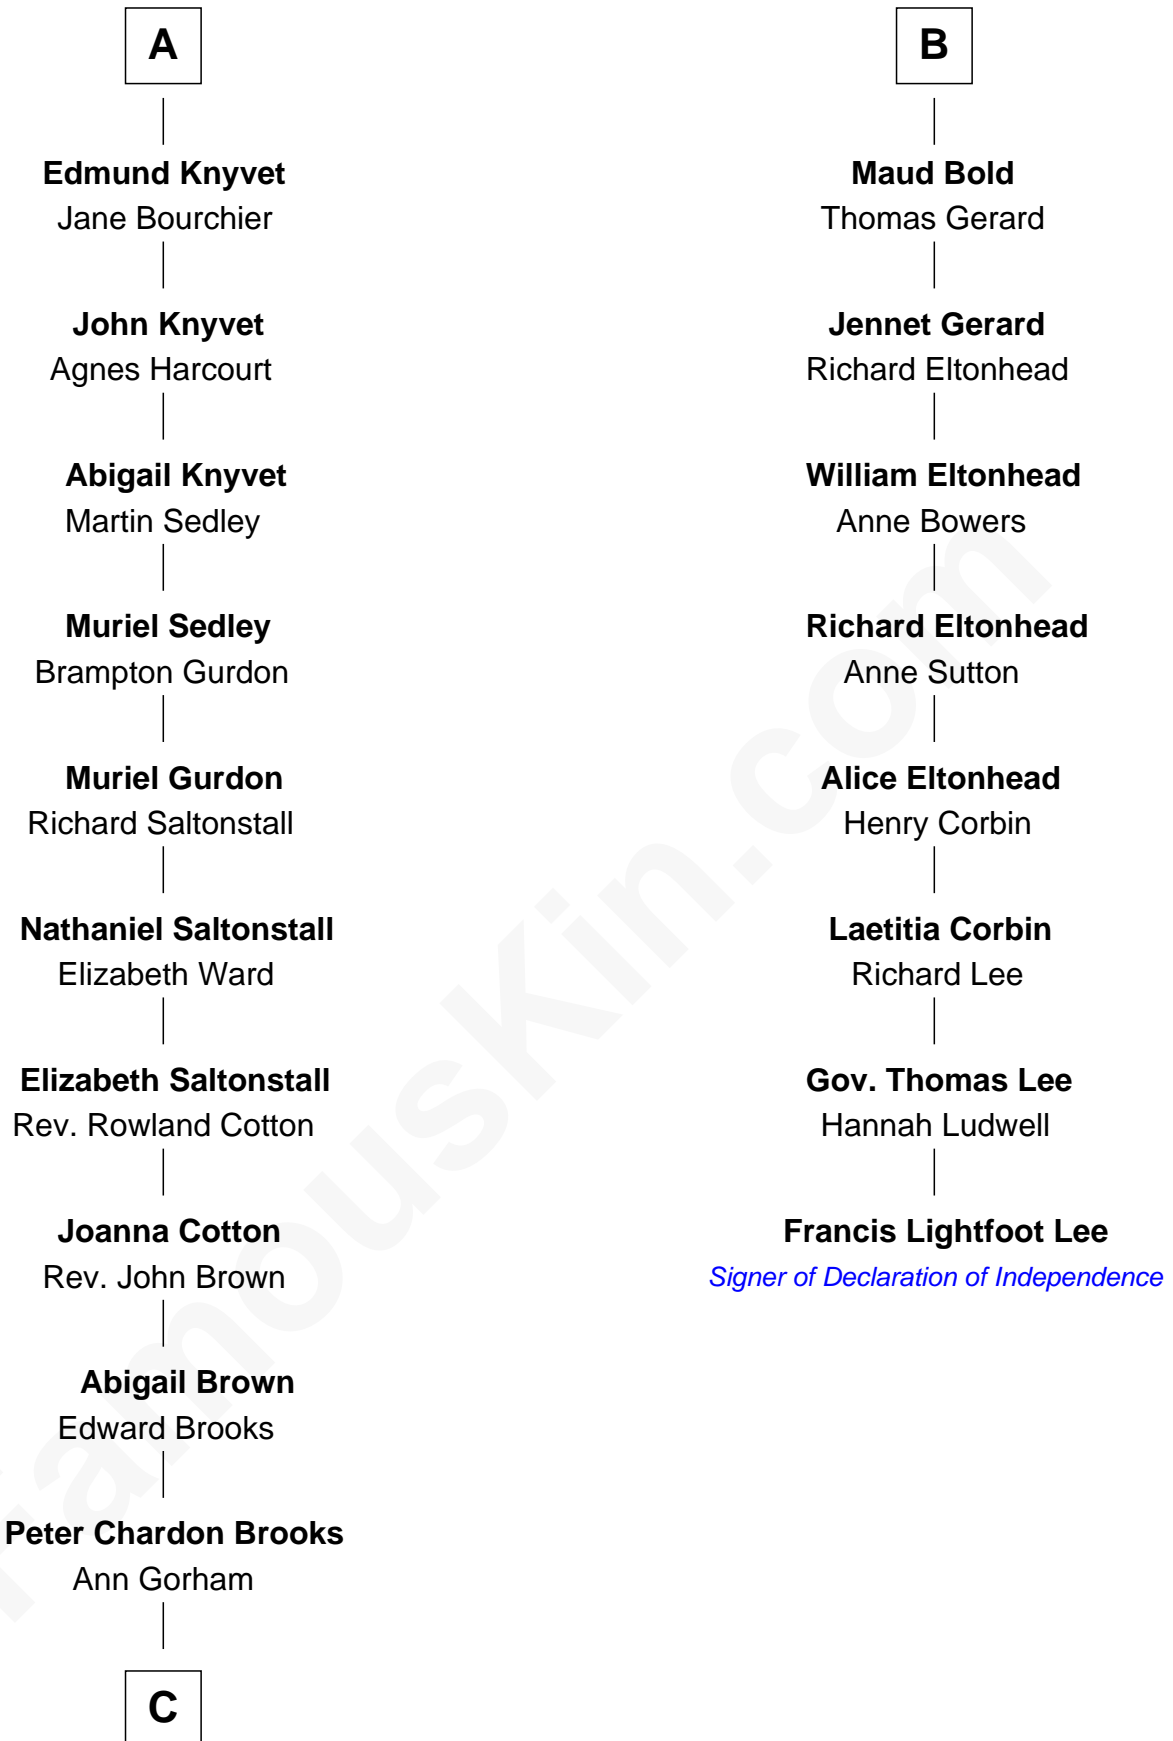 A
Edmund Knyvet
Jane Bourchier
John Knyvet
Agnes Harcourt
Abigail Knyvet
Martin Sedley
Muriel Sedley
Brampton Gurdon
Muriel Gurdon
Richard Saltonstall
Nathaniel Saltonstall
Elizabeth Ward
Elizabeth Saltonstall
Rev. Rowland Cotton
Joanna Cotton
Rev. John Brown
Abigail Brown
Edward Brooks
Peter Chardon Brooks
Ann Gorham
C
B
Maud Bold
Thomas Gerard
Jennet Gerard
Richard Eltonhead
William Eltonhead
Anne Bowers
Richard Eltonhead
Anne Sutton
Alice Eltonhead
Henry Corbin
Laetitia Corbin
Richard Lee
Gov. Thomas Lee
Hannah Ludwell
Francis Lightfoot Lee
Signer of Declaration of Independence
FamousKin.com